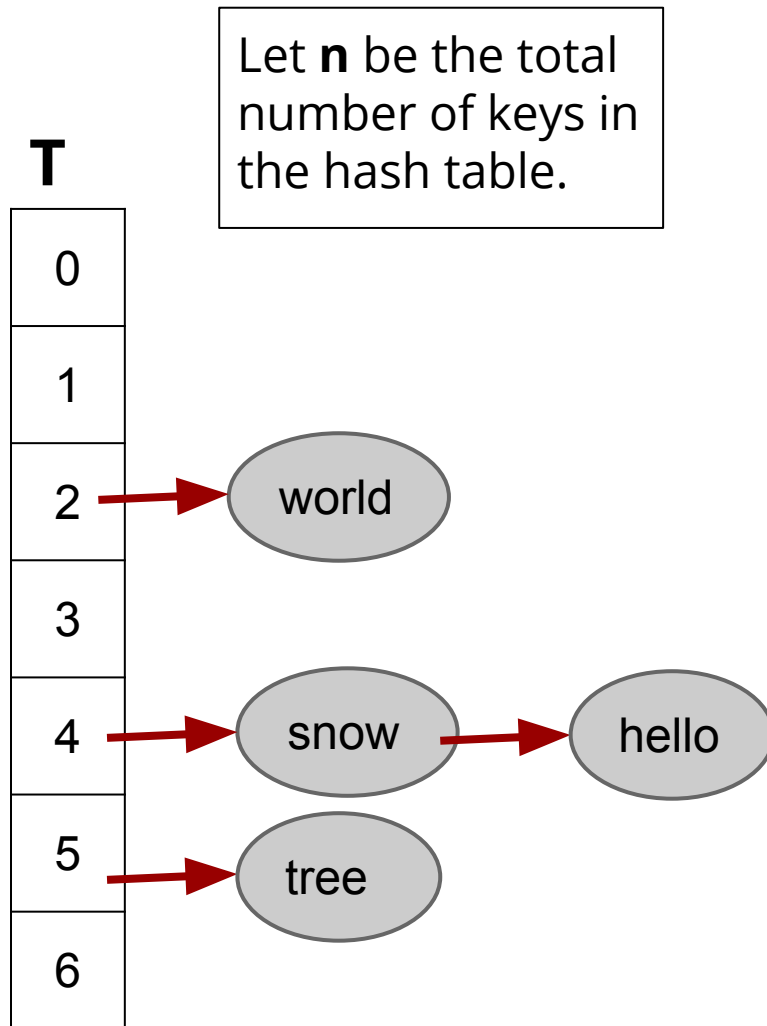 Let n be the total
number of keys in
the hash table.
T
0
1
2
world
3
4
snow
hello
5
tree
6